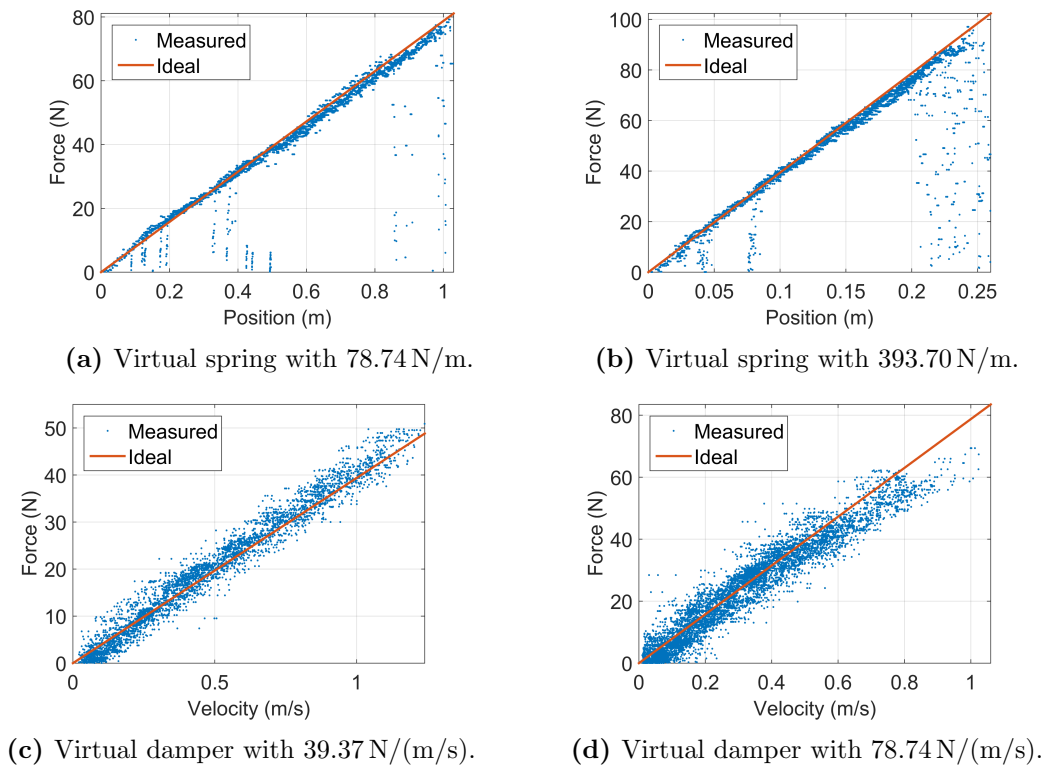 80
60
40
20
0
Force (N)
Measured
Ideal
0
0.2
0.4
0.6
0.8
1
Position (m)
(a) Virtual spring with 78.74 N/m.
100
80
60
40
20
0
Force (N)
Measured
Ideal
0
0.05
0.1
0.15
0.2
0.25
Position (m)
(b) Virtual spring with 393.70 N/m.
50
40
30
20
10
0
Force (N)
Measured
Ideal
0
0.5
1
Velocity (m/s)
(c) Virtual damper with 39.37 N/(m/s).
80
60
40
20
0
Force (N)
Measured
Ideal
0
0.2
0.4
0.6
0.8
1
Velocity (m/s)
(d) Virtual damper with 78.74 N/(m/s).